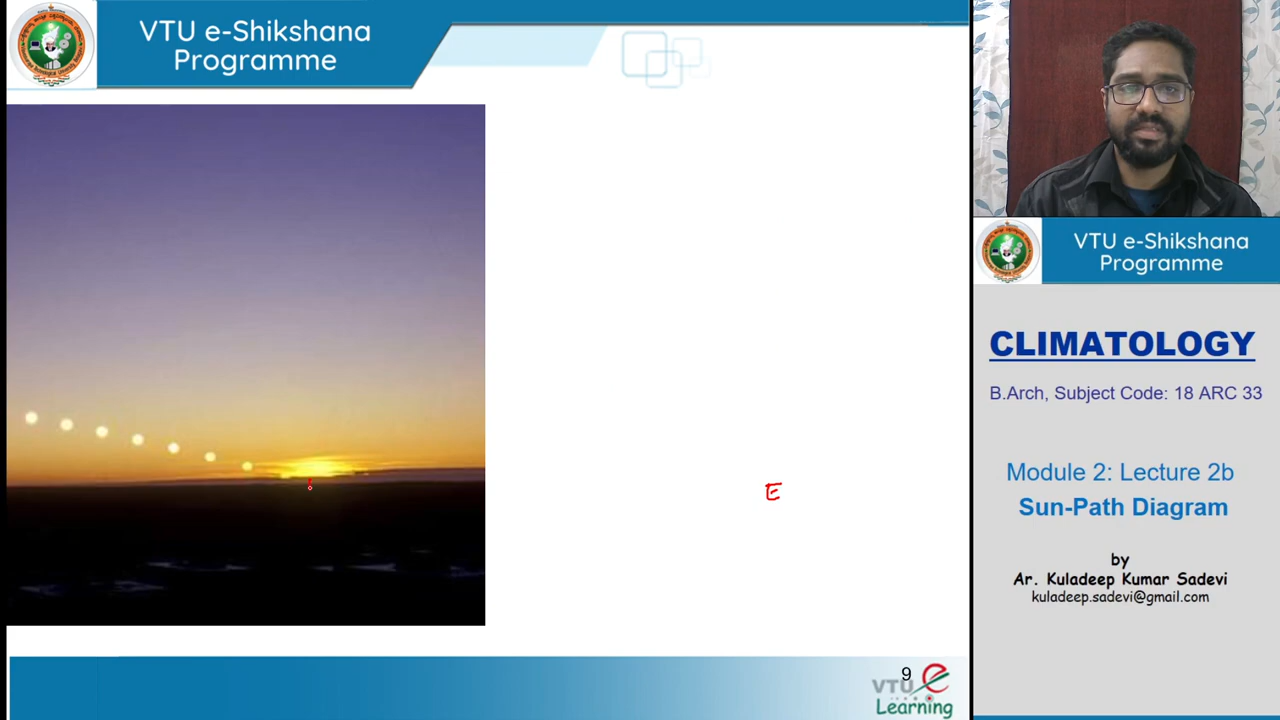 VTU e-Shikshana
Programme
E
9
VTU
Learning
VTU e-Shikshana
Programme
CLIMATOLOGY
B.Arch, Subject Code: 18 ARC 33
Module 2: Lecture 2b
Sun-Path Diagram
by
Ar. Kuladeep Kumar Sadevi
kuladeep.sadevi@gmail.com